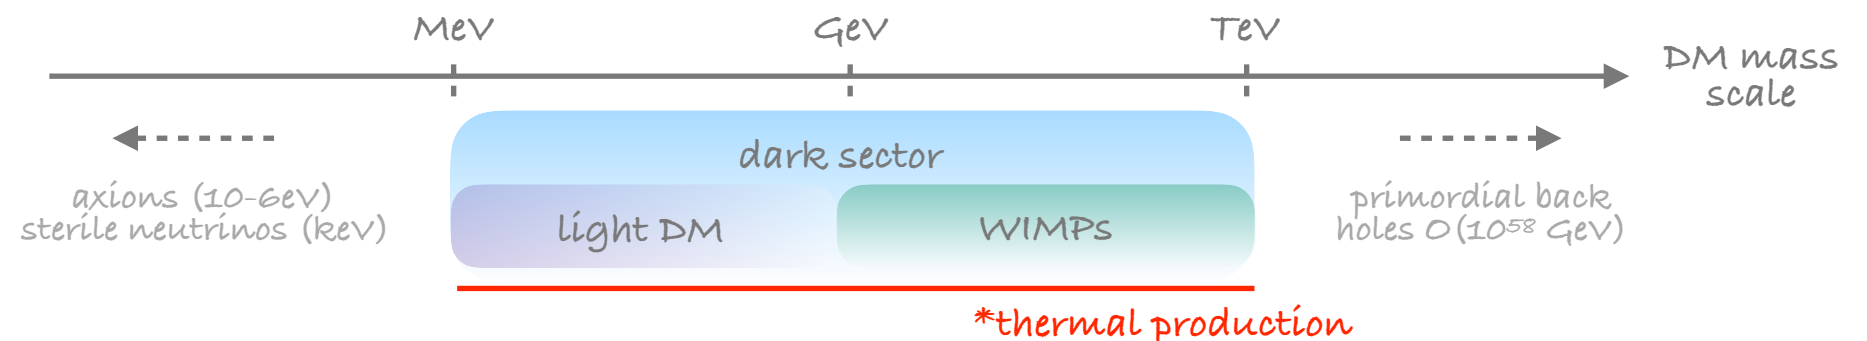 MeV
GeV
TeV
DM mass
scale
dark sector
axions (10-6eV)
sterile neutrinos (keV)
light DM
WIMPs
primordial back
holes O(10⁵⁸ GeV)
*thermal production